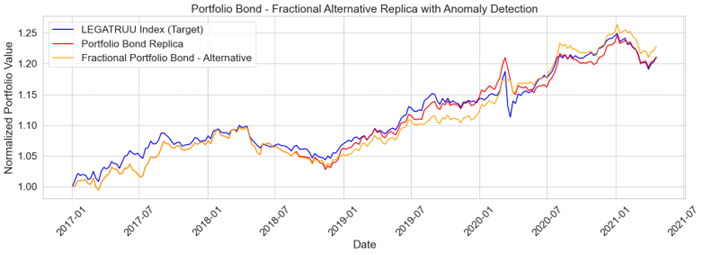 Portfolio Bond - Fractional Alternative Replica with Anomaly Detection
LEGATRUU Index (Target)
Portfolio Bond Replica
Fractional Portfolio Bond - Alternative
Normalized Portfolio Value
1.25
1.20
1.15
1.10
1.05
1.00
2017-01
2017-07
2018-01
2018-07
2019-01
2019-07
2020-01
2020-07
2021-01
2021-07
Date